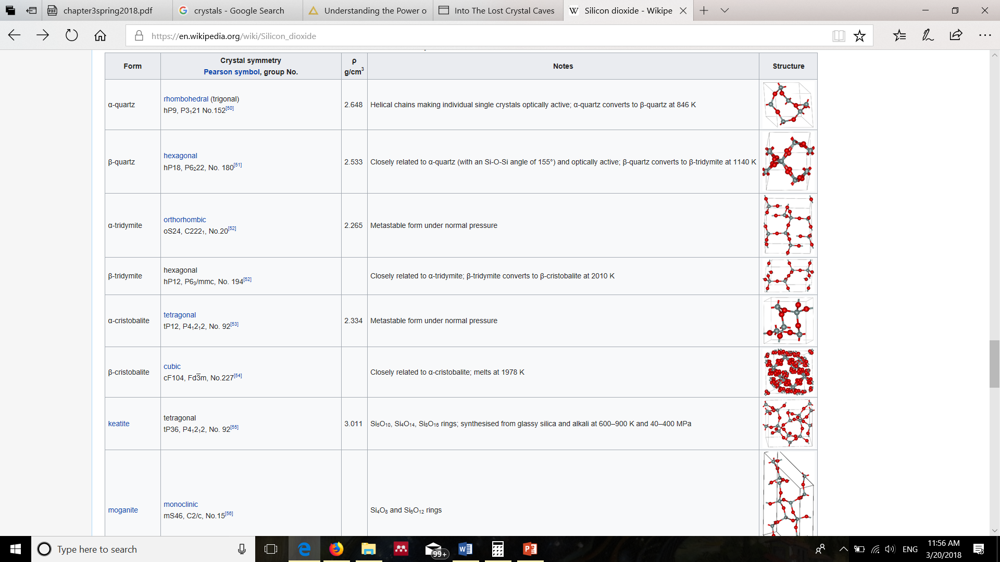 chapter3spring2018.pdf
crystals - Google Search
Understanding the Power o
Into The Lost Crystal Caves
W Silicon dioxide - Wikipe
https://en.wikipedia.org/wiki/Silicon_dioxide
Form
Crystal symmetry
Pearson symbol, group No.
ρ
g/cm³
Notes
Structure
α-quartz
rhombohedral (trigonal)
hP9, P3₁21 No.152[50]
2.648
Helical chains making individual single crystals optically active; α-quartz converts to β-quartz at 846 K
β-quartz
hexagonal
hP18, P6₂22, No. 180[51]
2.533
Closely related to α-quartz (with an Si-O-Si angle of 155°) and optically active; β-quartz converts to β-tridymite at 1140 K
α-tridymite
orthorhombic
oS24, C222₁, No.20[52]
2.265
Metastable form under normal pressure
β-tridymite
hexagonal
hP12, P6₃/mmc, No. 194[52]
Closely related to α-tridymite; β-tridymite converts to β-cristobalite at 2010 K
α-cristobalite
tetragonal
tP12, P4₁2₁2, No. 92[53]
2.334
Metastable form under normal pressure
β-cristobalite
cubic
cF104, Fd3̅m, No.227[54]
Closely related to α-cristobalite; melts at 1978 K
keatite
tetragonal
tP36, P4₁2₁2, No. 92[55]
3.011
Si₅O₁₀, Si₄O₁₄, Si₈O₁₆ rings; synthesised from glassy silica and alkali at 600–900 K and 40–400 MPa
moganite
monoclinic
mS46, C2/c, No.15[56]
Si₄O₈ and Si₆O₁₂ rings
Type here to search
99+
ENG
11:56 AM
3/20/2018